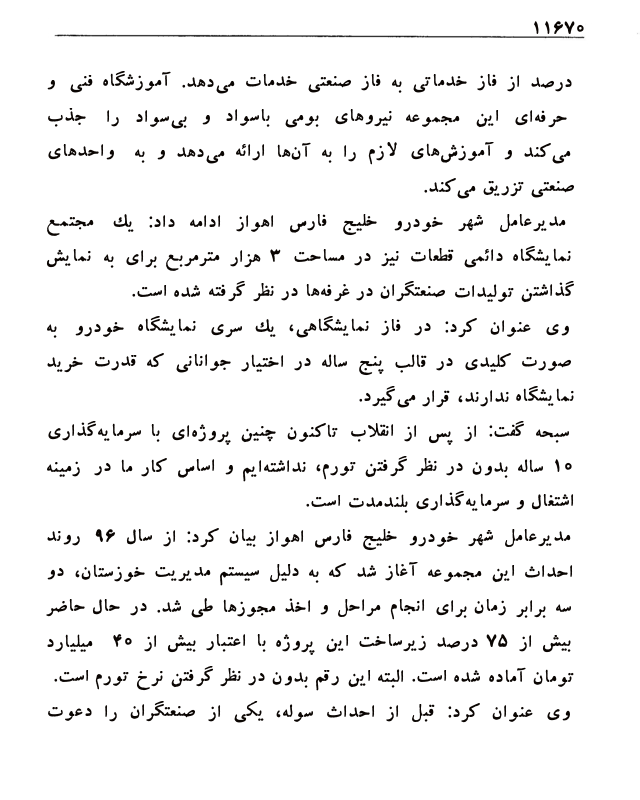 ۱۱۶۷۰
درصد از فاز خدماتی به فاز صنعتی خدمات می‌دهد. آموزشگاه فنی و
حرفه‌ای این مجموعه نیروهای بومی باسواد و بی‌سواد را جذب
می‌کند و آموزش‌های لازم را به آن‌ها ارائه می‌دهد و به واحدهای
صنعتی تزریق می‌کند.
مدیرعامل شهر خودرو خلیج فارس اهواز ادامه داد: یك مجتمع
نمایشگاه دائمی قطعات نیز در مساحت ۳ هزار مترمربع برای به نمایش
گذاشتن تولیدات صنعتگران در غرفه‌ها در نظر گرفته شده است.
وی عنوان کرد: در فاز نمایشگاهی، یك سری نمایشگاه خودرو به
صورت کلیدی در قالب پنج ساله در اختیار جوانانی که قدرت خرید
نمایشگاه ندارند، قرار می‌گیرد.
سبحه گفت: از پس از انقلاب تاکنون چنین پروژه‌ای با سرمایه‌گذاری
۱۰ ساله بدون در نظر گرفتن تورم، نداشته‌ایم و اساس کار ما در زمینه
اشتغال و سرمایه‌گذاری بلندمدت است.
مدیرعامل شهر خودرو خلیج فارس اهواز بیان کرد: از سال ۹۶ روند
احداث این مجموعه آغاز شد که به دلیل سیستم مدیریت خوزستان، دو
سه برابر زمان برای انجام مراحل و اخذ مجوزها طی شد. در حال حاضر
بیش از ۷۵ درصد زیرساخت این پروژه با اعتبار بیش از ۴۰ میلیارد
تومان آماده شده است. البته این رقم بدون در نظر گرفتن نرخ تورم است.
وی عنوان کرد: قبل از احداث سوله، یکی از صنعتگران را دعوت